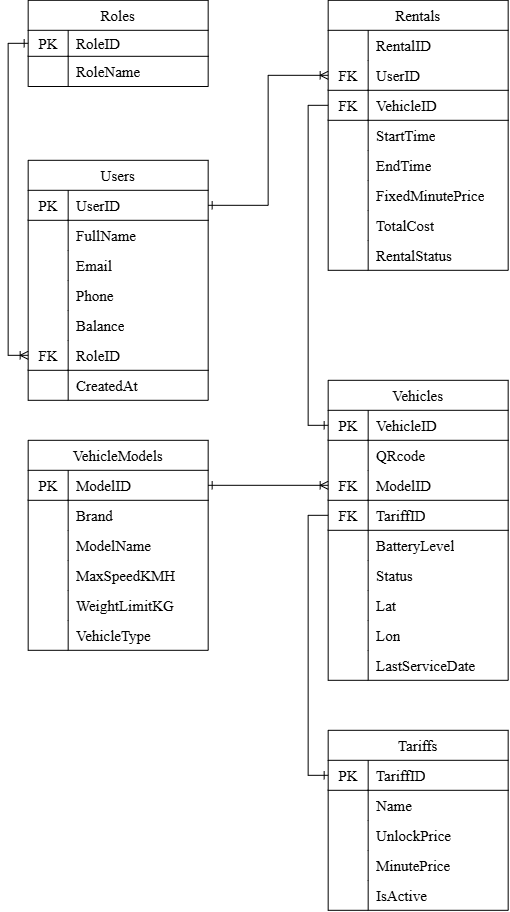 Roles
PK RoleID
RoleName
Users
PK UserID
FullName
Email
Phone
Balance
FK RoleID
CreatedAt
VehicleModels
PK ModelID
Brand
ModelName
MaxSpeedKMH
WeightLimitKG
VehicleType
Rentals
RentalID
FK UserID
FK VehicleID
StartTime
EndTime
FixedMinutePrice
TotalCost
RentalStatus
Vehicles
PK VehicleID
QRcode
FK ModelID
FK TariffID
BatteryLevel
Status
Lat
Lon
LastServiceDate
Tariffs
PK TariffID
Name
UnlockPrice
MinutePrice
IsActive